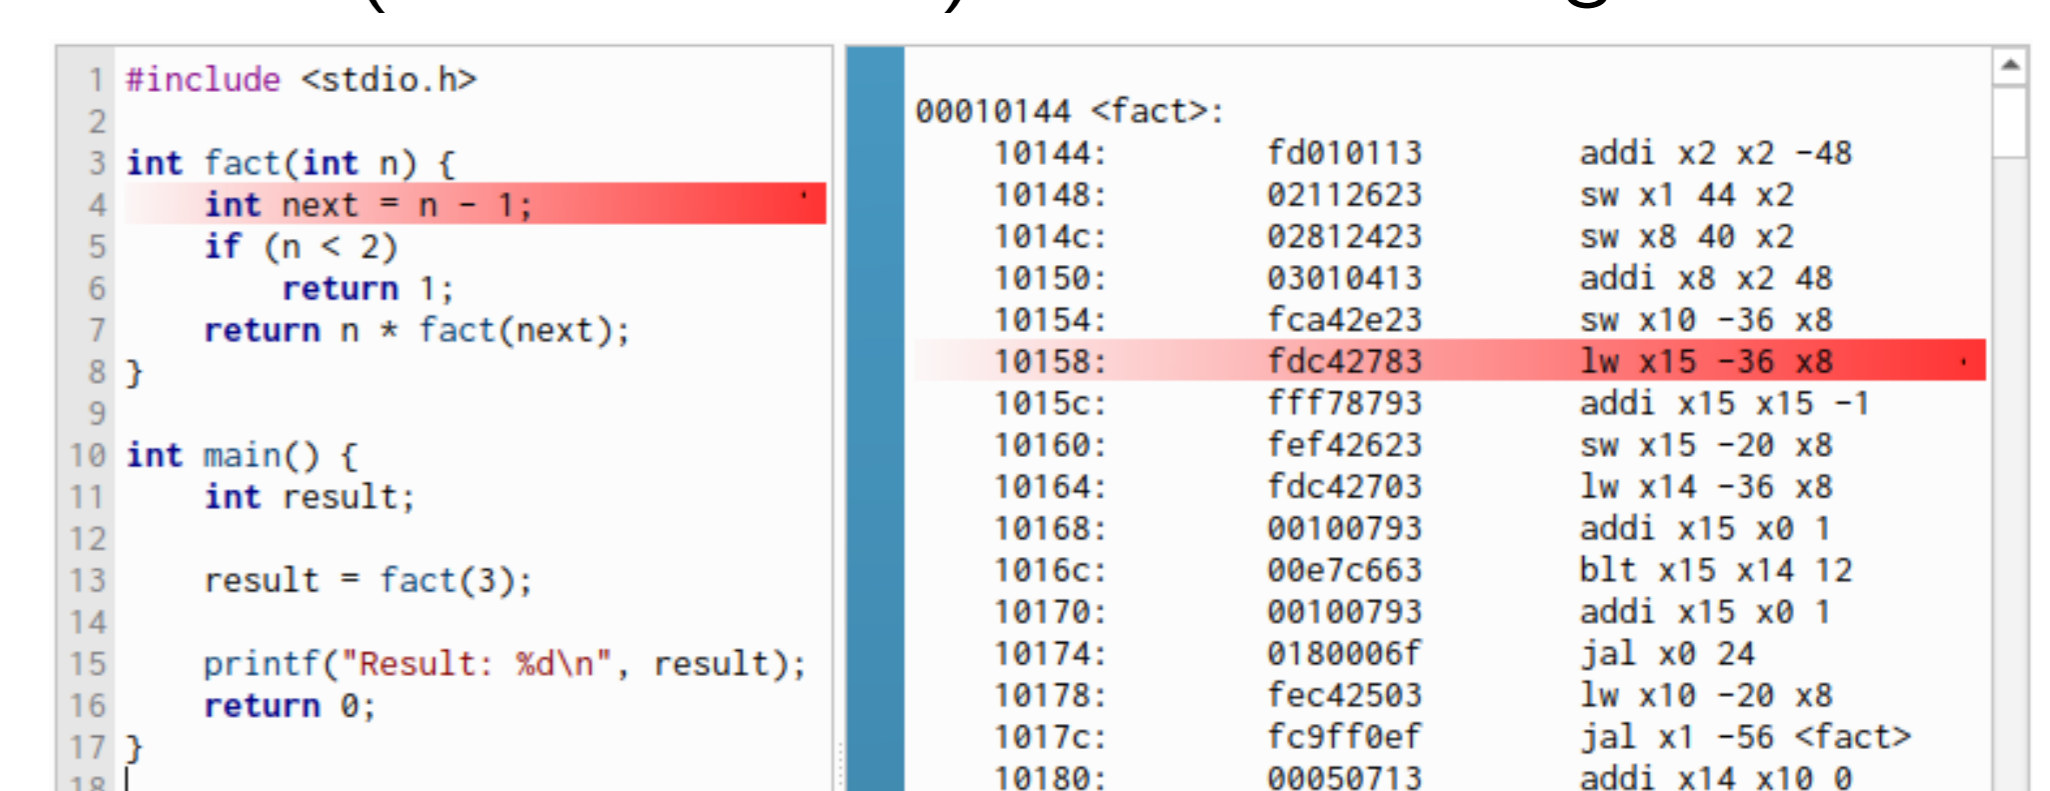 1 #include <stdio.h>
2
3 int fact(int n) {
4     int next = n - 1;
5     if (n < 2)
6         return 1;
7     return n * fact(next);
8 }
9
10 int main() {
11     int result;
12
13     result = fact(3);
14
15     printf("Result: %d\n", result);
16     return 0;
17 }
18
00010144 <fact>:
10144: fd010113 addi x2 x2 -48
10148: 02112623 sw x1 44 x2
1014c: 02812423 sw x8 40 x2
10150: 03010413 addi x8 x2 48
10154: fca42e23 sw x10 -36 x8
10158: fdc42783 lw x15 -36 x8
1015c: fff78793 addi x15 x15 -1
10160: fef42623 sw x15 -20 x8
10164: fdc42703 lw x14 -36 x8
10168: 00100793 addi x15 x0 1
1016c: 00e7c663 blt x15 x14 12
10170: 00100793 addi x15 x0 1
10174: 0180006f jal x0 24
10178: fec42503 lw x10 -20 x8
1017c: fc9ff0ef jal x1 -56 <fact>
10180: 00050713 addi x14 x10 0